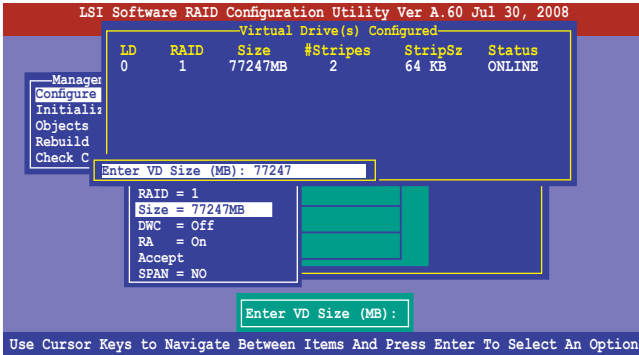 LSI Software RAID Configuration Utility Ver A.60 Jul 30, 2008
Virtual Drive(s) Configured
LD RAID Size #Stripes StripSz Status
0 1 77247MB 2 64 KB ONLINE
Configure
Initializ
Objects
Rebuild
Check C
Enter VD Size (MB): 77247
RAID = 1
Size = 77247MB
DWC = Off
RA = On
Accept
SPAN = NO
Enter VD Size (MB):
Use Cursor Keys to Navigate Between Items And Press Enter To Select An Option